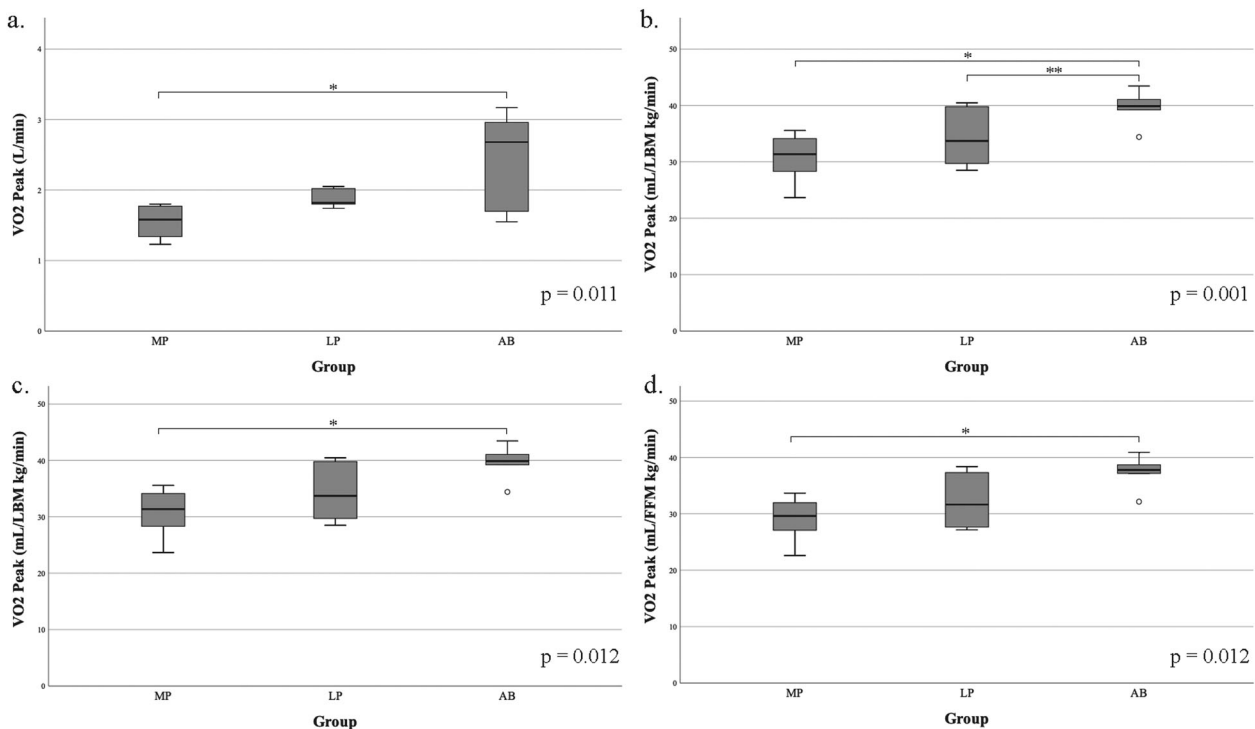 a.
VO2 Peak (L/min)
4
3
2
1
0
*
p = 0.011
MP LP AB
Group
b.
VO2 Peak (mL/LBM kg/min)
50
40
30
20
10
0
*
**
p = 0.001
MP LP AB
Group
c.
VO2 Peak (mL/LBM kg/min)
50
40
30
20
10
0
*
p = 0.012
MP LP AB
Group
d.
VO2 Peak (mL/FFM kg/min)
50
40
30
20
10
0
*
p = 0.012
MP LP AB
Group